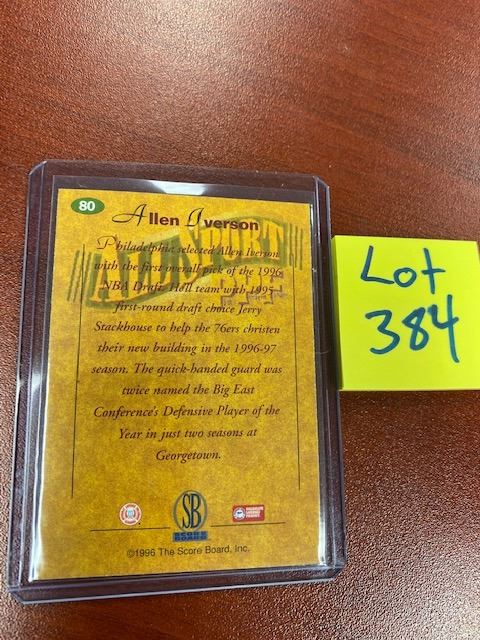 80
Allen Iverson
Philadelphia selected Allen Iverson
with the first overall pick of the 1996
NBA Draft. He'll team with 1995
first-round draft choice Jerry
Stackhouse to help the 76ers christen
their new building in the 1996-97
season. The quick-handed guard was
twice named the Big East
Conference's Defensive Player of the
Year in just two seasons at
Georgetown.
SB
SCORE
BOARD
©1996 The Score Board, Inc.
Lot
384